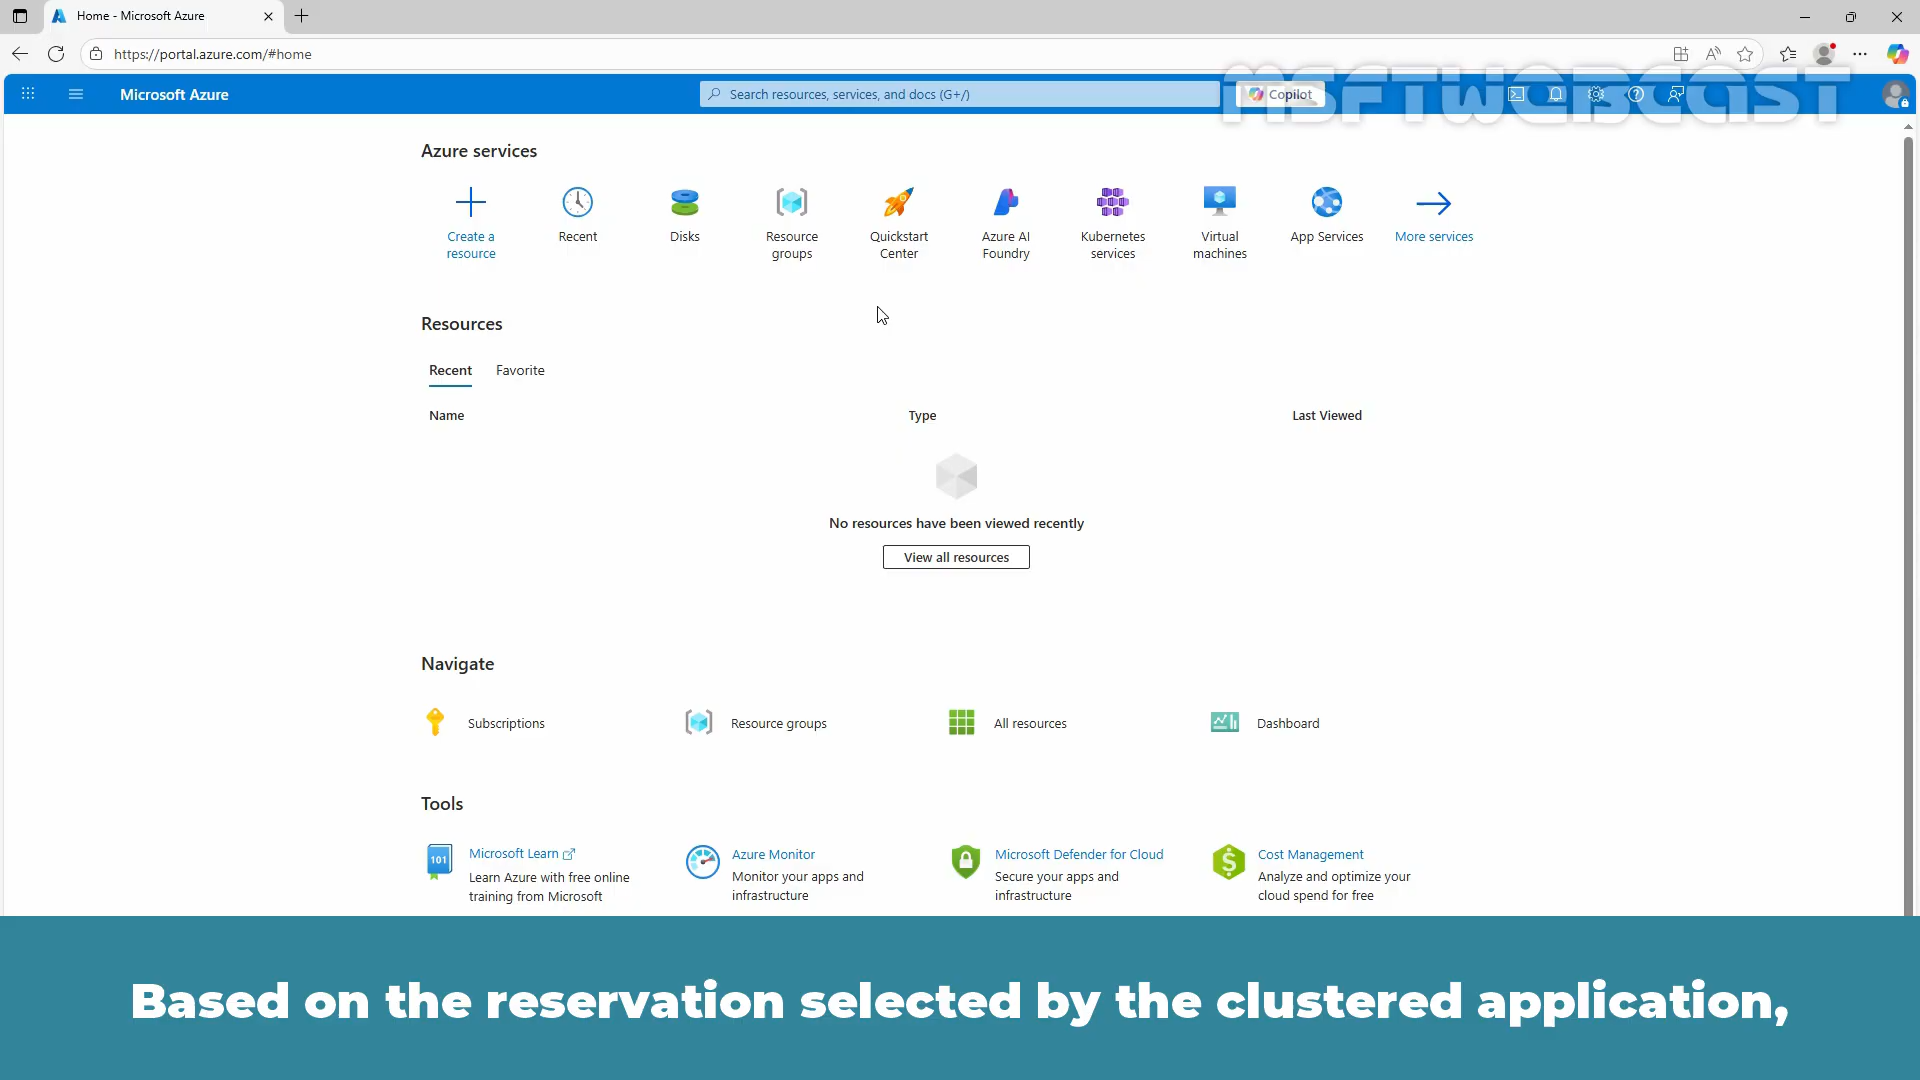 Home - Microsoft Azure
https://portal.azure.com/#home
Microsoft Azure
Search resources, services, and docs (G+/)
Copilot
MSFTWEBCAST
Azure services
Create a
resource
Recent
Disks
Resource
groups
Quickstart
Center
Azure AI
Foundry
Kubernetes
services
Virtual
machines
App Services
More services
Resources
Recent
Favorite
Name
Type
Last Viewed
No resources have been viewed recently
View all resources
Navigate
Subscriptions
Resource groups
All resources
Dashboard
Tools
101
Microsoft Learn
Learn Azure with free online
training from Microsoft
Azure Monitor
Monitor your apps and
infrastructure
Microsoft Defender for Cloud
Secure your apps and
infrastructure
$
Cost Management
Analyze and optimize your
cloud spend for free
Based on the reservation selected by the clustered application,